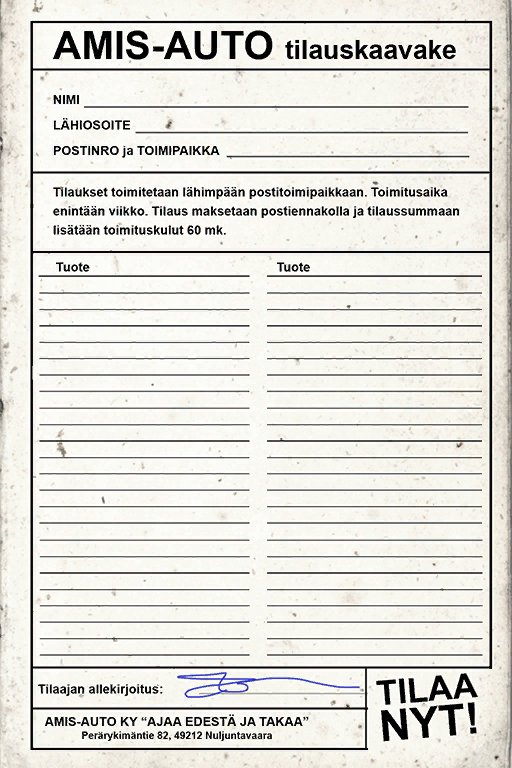 AMIS-AUTO tilauskaavake
NIMI
LÄHIOSOITE
POSTINRO ja TOIMIPAIKKA
Tilaukset toimitetaan lähimpään postitoimipaikkaan. Toimitusaika
enintään viikko. Tilaus maksetaan postiennakolla ja tilaussummaan
lisätään toimituskulut 60 mk.
Tuote Tuote
Tilaajan allekirjoitus:
AMIS-AUTO KY “AJAA EDESTÄ JA TAKAA”
Perärykimäntie 82, 49212 Nuljuntavaara
TILAA
NYT!